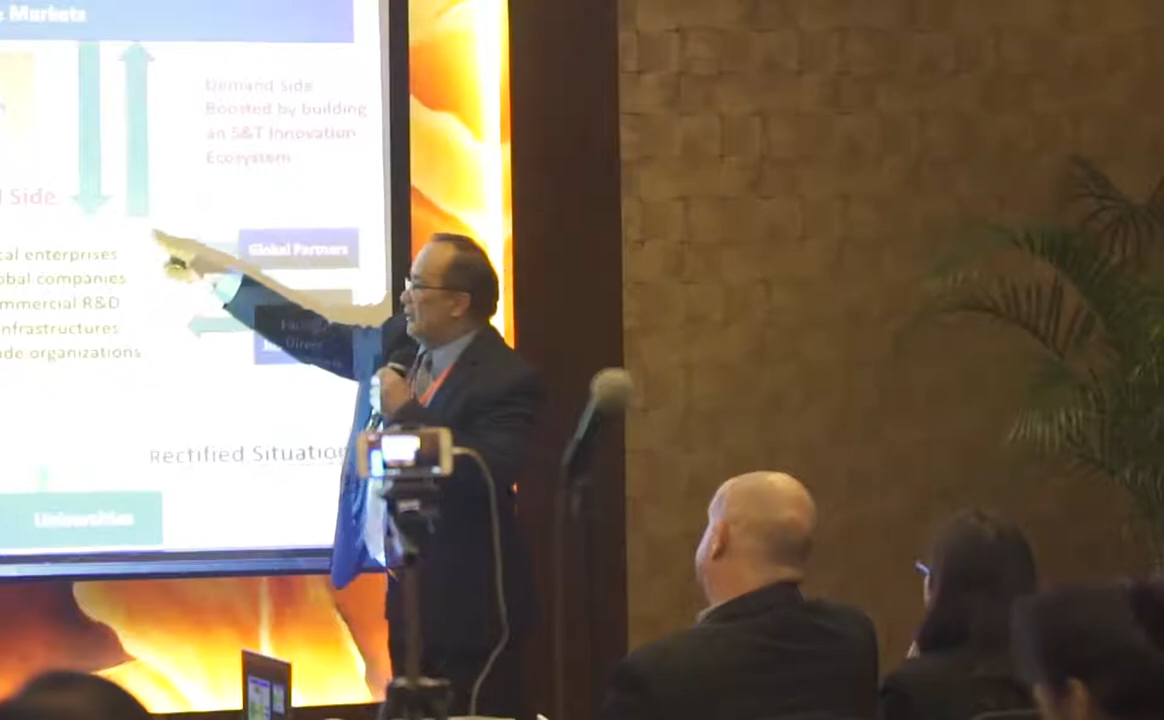 Markets
Demand Side
Boosted by building
an S&T Innovation
Ecosystem
Side
Global Partners
cal enterprises
obal companies
mmercial R&D
nfrastructures
de organizations
Direct
Rectified Situation
Universities